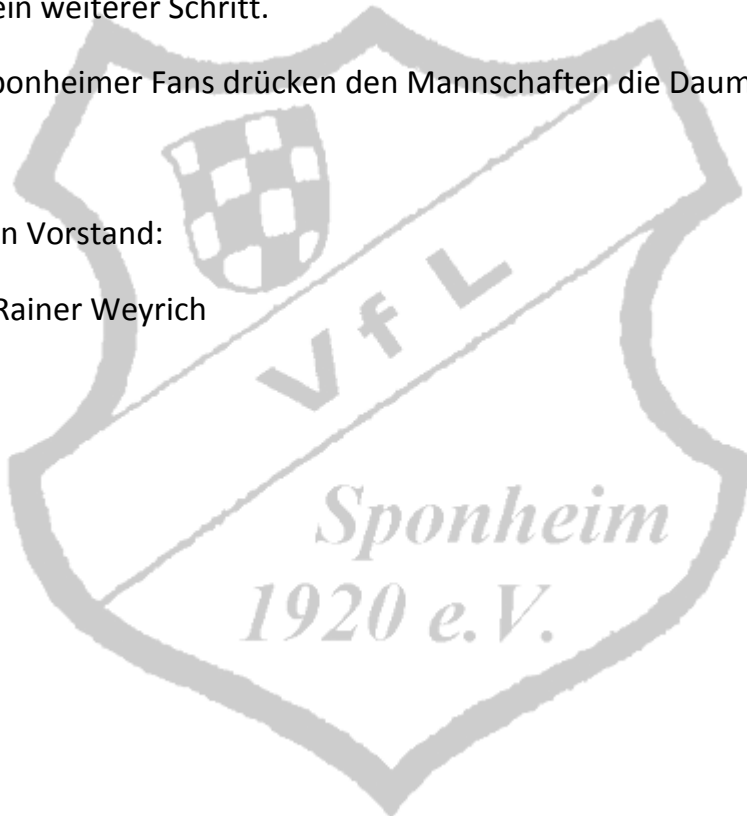 ein weiterer Schritt.
ponheimer Fans drücken den Mannschaften die Daum
n Vorstand:
Rainer Weyrich
VfL
Sponheim
1920 e.V.